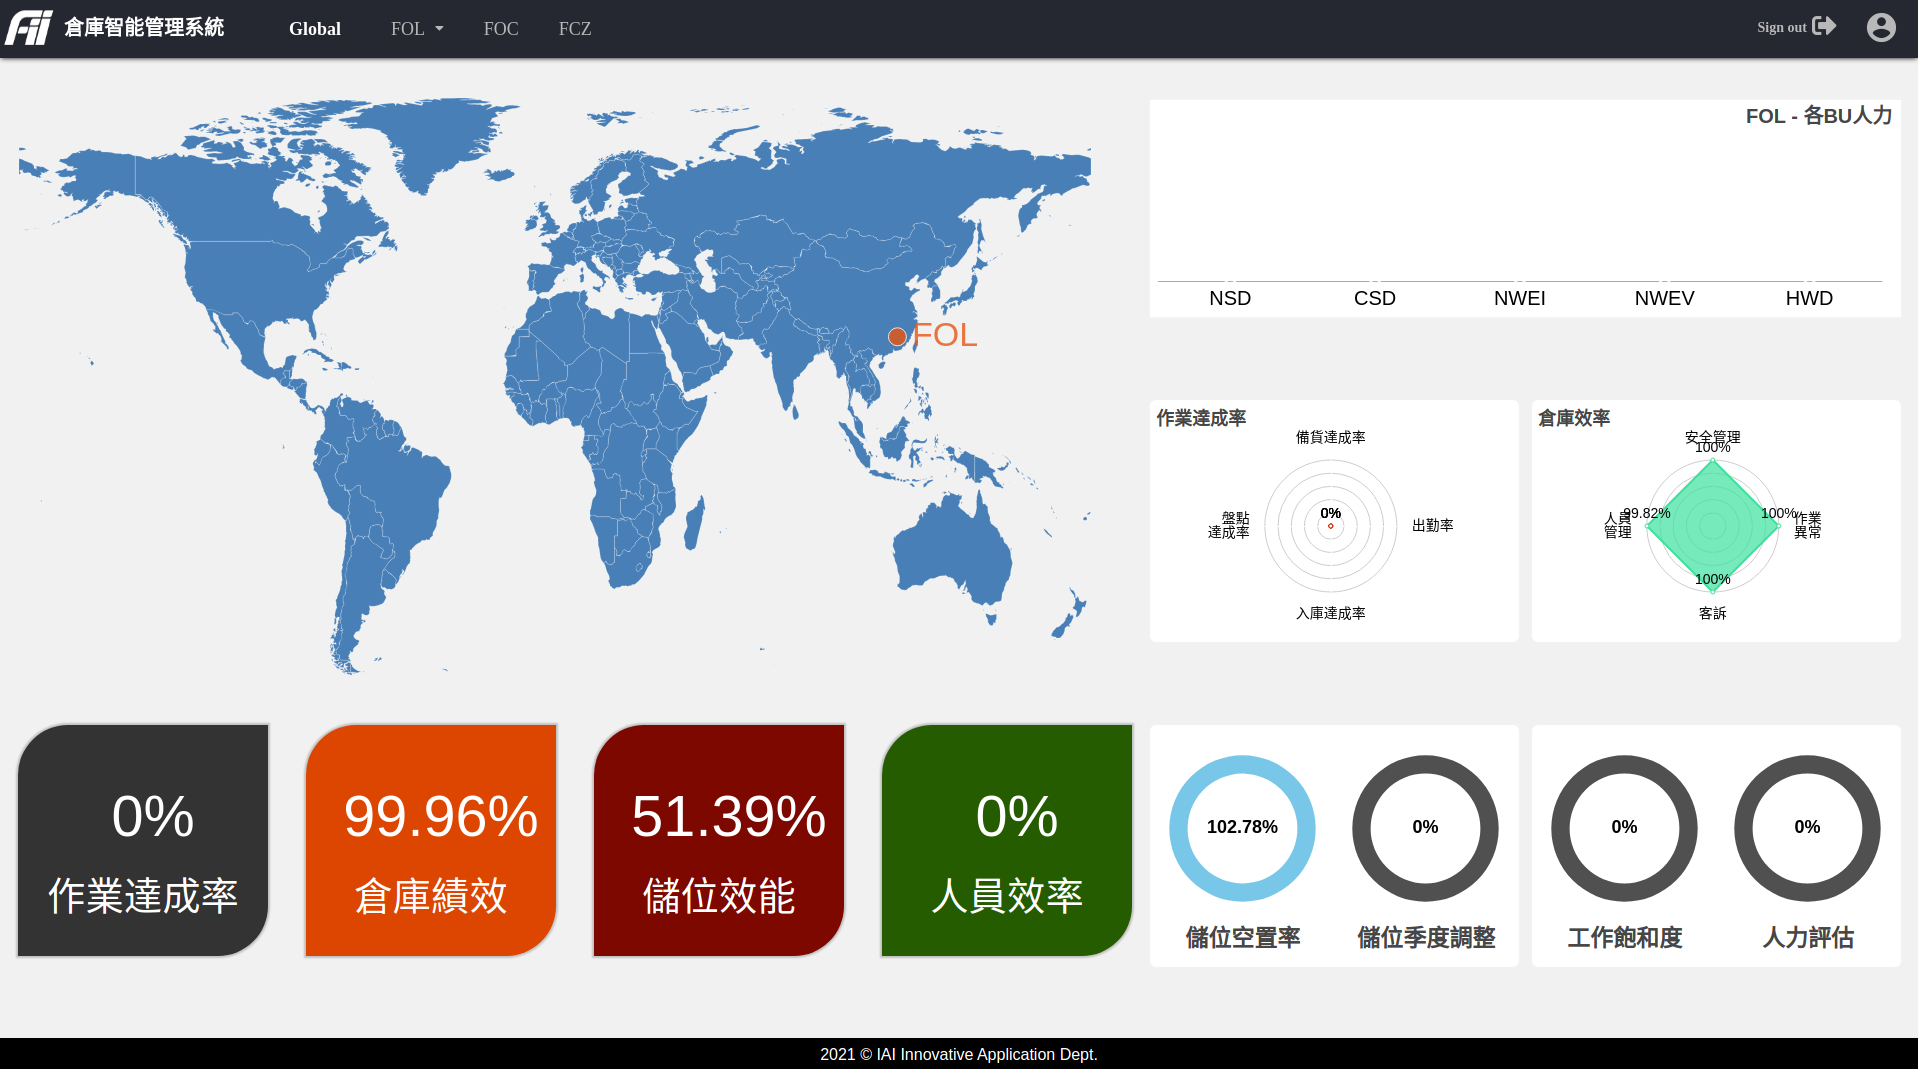 Aii 倉庫智能管理系統 Global FOL FOC FCZ Sign out
FOL - 各BU人力
NSD CSD NWEI NWEV HWD
FOL
作業達成率
備貨達成率
0%
盤點
達成率
出勤率
入庫達成率
倉庫效率
安全管理
100%
99.82%
人員
管理
100%
作業
異常
100%
客訴
0%
作業達成率
99.96%
倉庫績效
51.39%
儲位效能
0%
人員效率
102.78%
儲位空置率
0%
儲位季度調整
0%
工作飽和度
0%
人力評估
2021 © IAI Innovative Application Dept.